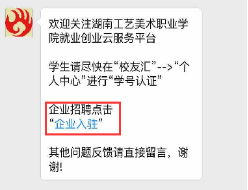 欢迎关注湖南工艺美术职业学
院就业创业云服务平台
学生请尽快在“校友汇”-->“个
人中心”进行“学号认证”
企业招聘点击
“企业入驻”
其他问题反馈请直接留言，谢
谢!